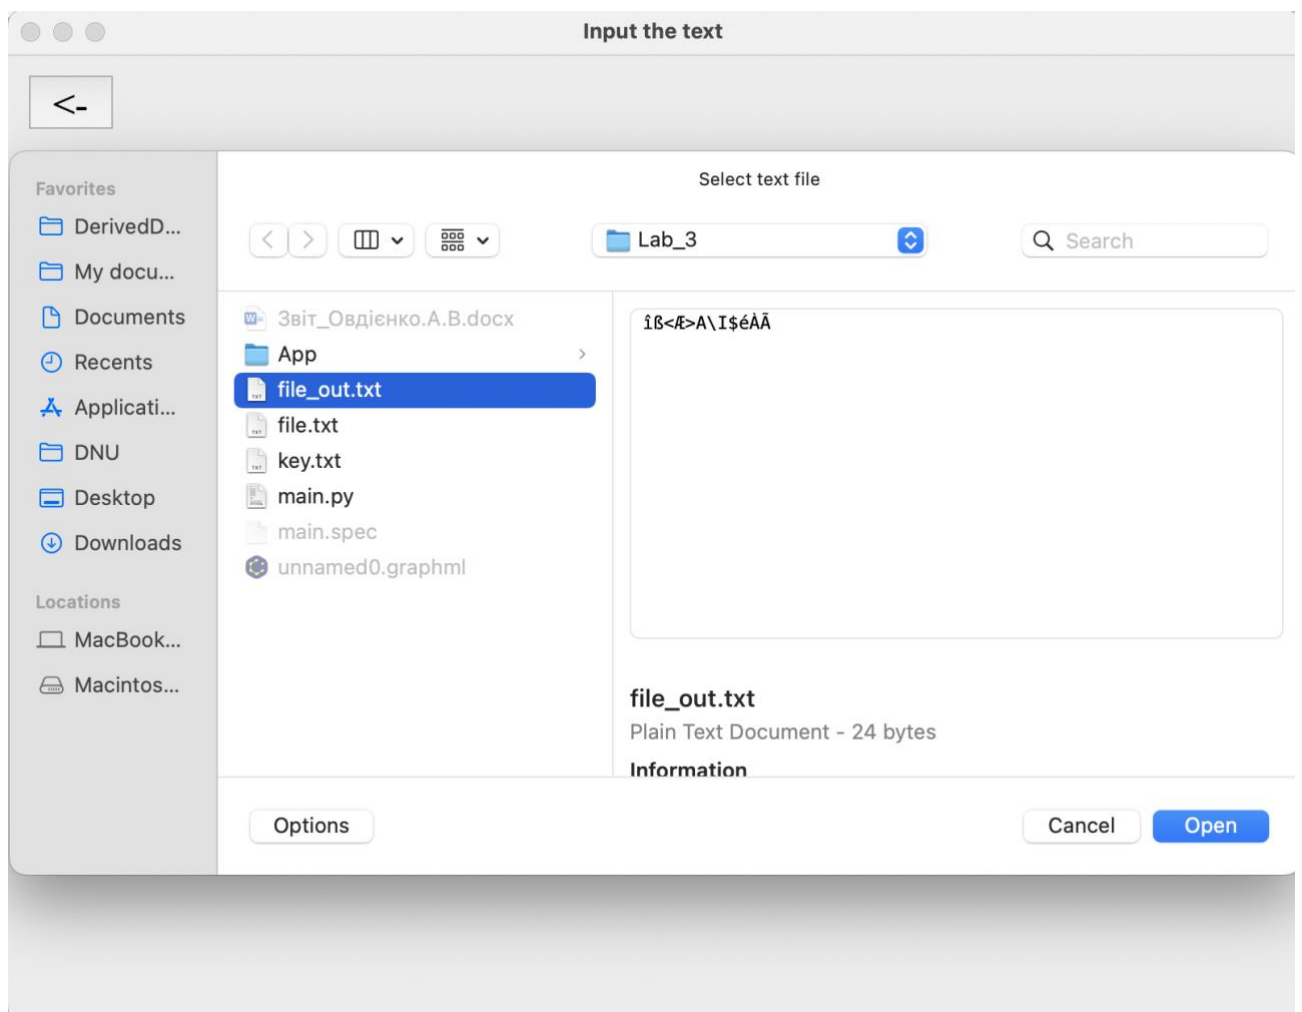 Input the text
<-
Favorites
DerivedD...
My docu...
Documents
Recents
Applicati...
DNU
Desktop
Downloads
Locations
MacBook...
Macintos...
Select text file
Lab_3
Search
Звіт_Овдієнко.А.В.docx
App
file_out.txt
file.txt
key.txt
main.py
main.spec
unnamed0.graphml
îß<Æ>A\I$éÀÃ
file_out.txt
Plain Text Document - 24 bytes
Information
Options
Cancel
Open